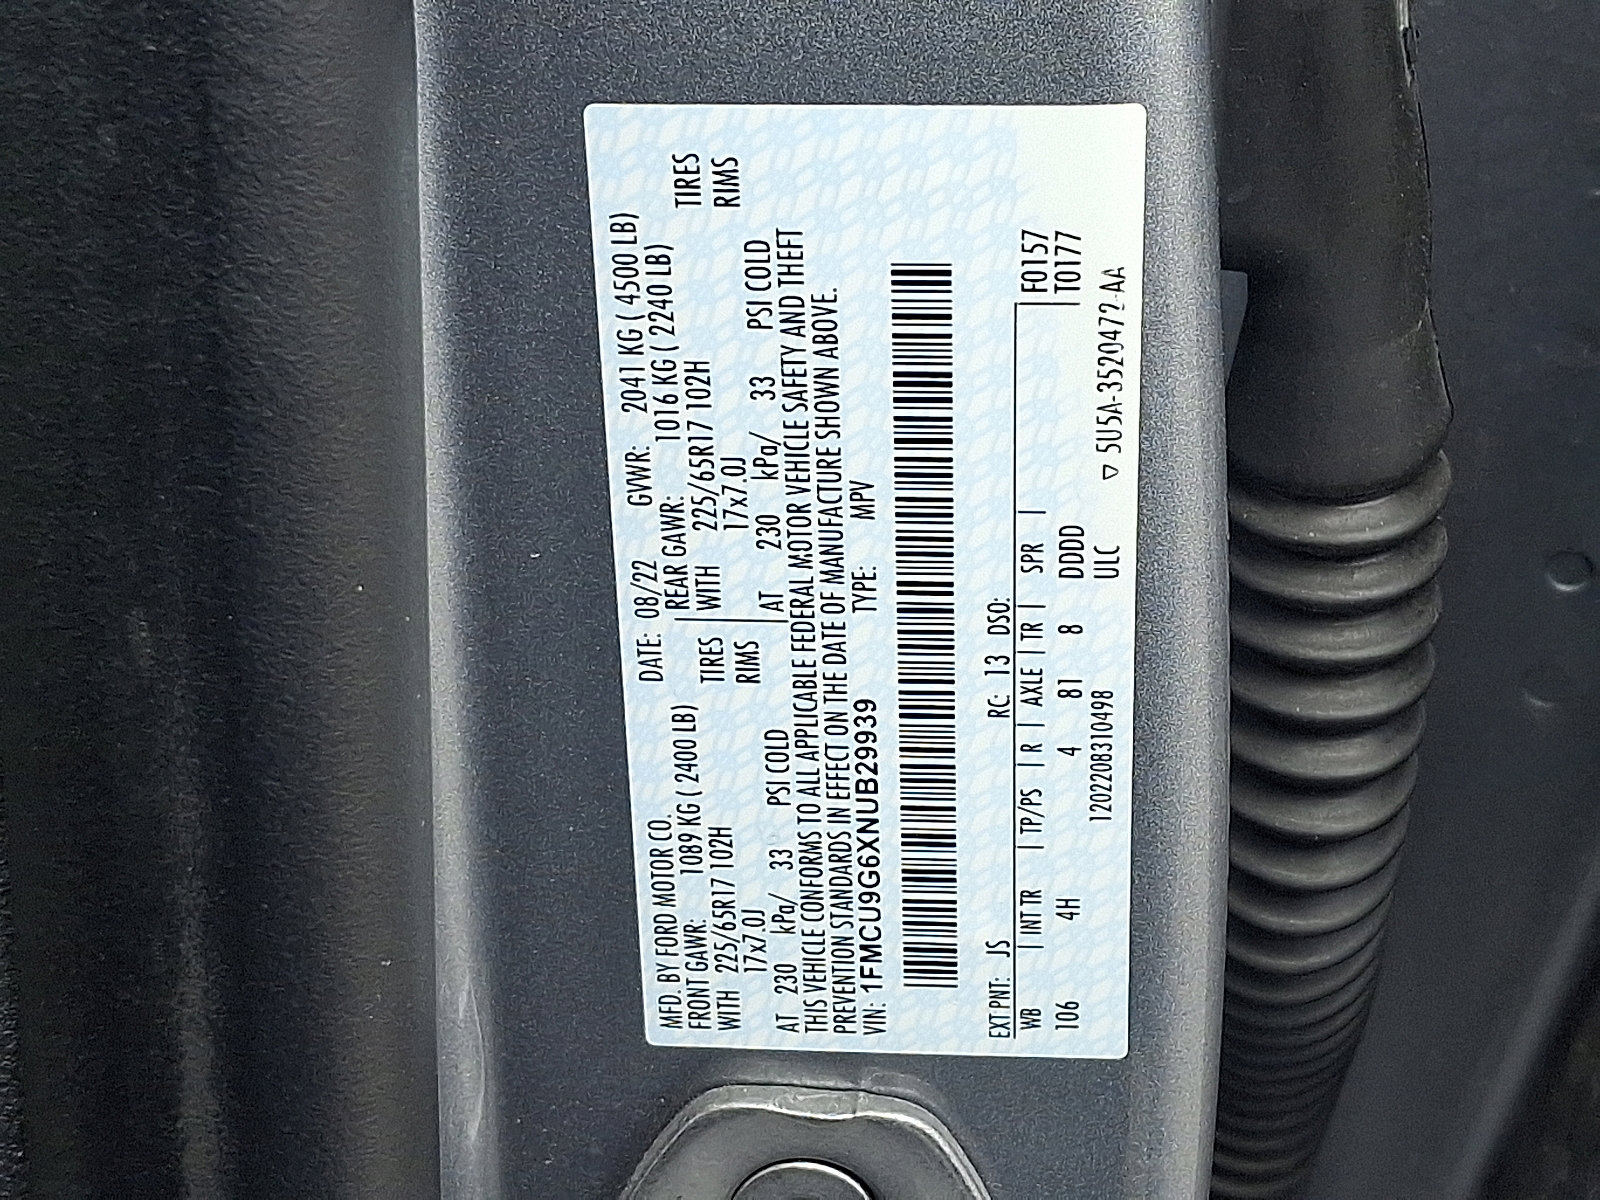 MFD. BY FORD MOTOR CO. DATE: 08/22 GVWR: 2041 KG ( 4500 LB)
FRONT GAWR: 1089 KG ( 2400 LB) REAR GAWR: 1016 KG ( 2240 LB)
WITH 225/65R17 102H TIRES WITH 225/65R17 102H TIRES
17x7.0J RIMS 17x7.0J RIMS
AT 230 kPa/ 33 PSI COLD AT 230 kPa/ 33 PSI COLD
THIS VEHICLE CONFORMS TO ALL APPLICABLE FEDERAL MOTOR VEHICLE SAFETY AND THEFT
PREVENTION STANDARDS IN EFFECT ON THE DATE OF MANUFACTURE SHOWN ABOVE.
VIN: 1FMCU9G6XNUB29939 TYPE: MPV
EXT PNT: JS RC: 13 DSO:
WB | INT TR | TP/PS | R | AXLE | TR | SPR | F0157
106 4H 4 81 8 DDDD T0177
1202208310498 ULC ▽ 5U5A-3520472-AA